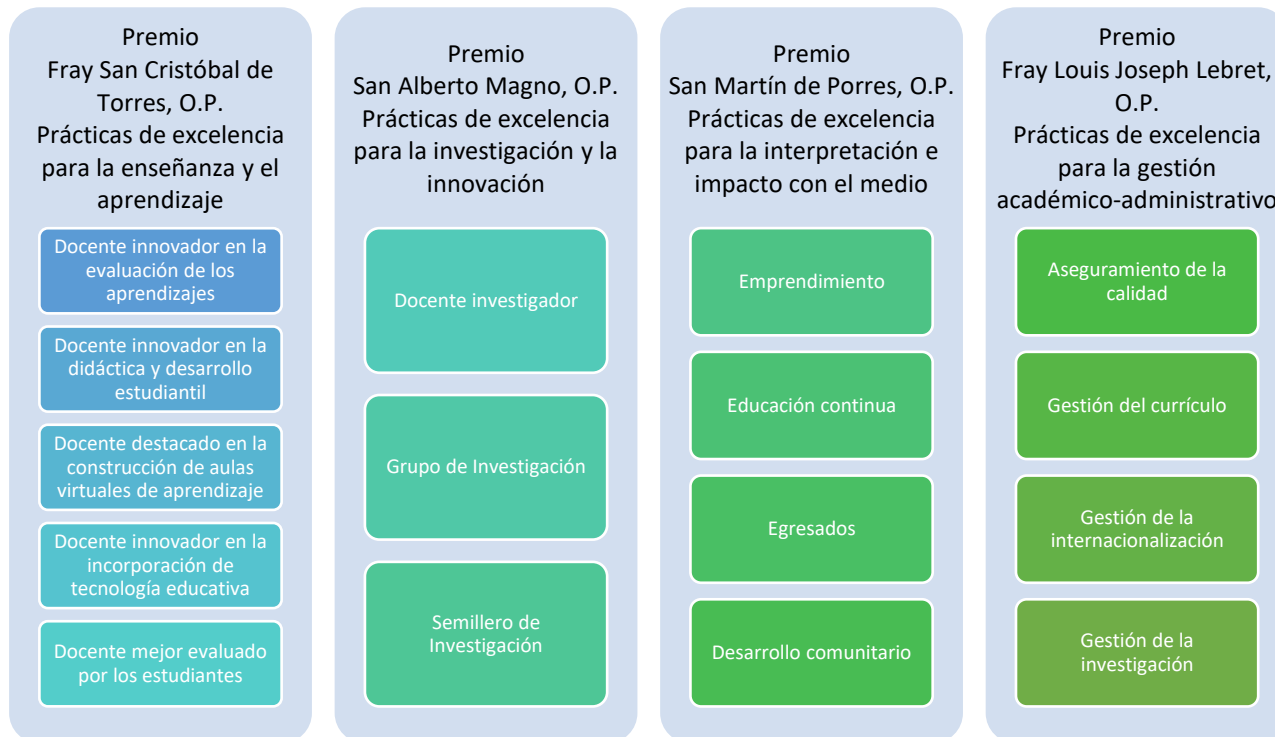 Premio
Fray San Cristóbal de
Torres, O.P.
Prácticas de excelencia
para la enseñanza y el
aprendizaje
Docente innovador en la
evaluación de los
aprendizajes
Docente innovador en la
didáctica y desarrollo
estudiantil
Docente destacado en la
construcción de aulas
virtuales de aprendizaje
Docente innovador en la
incorporación de
tecnología educativa
Docente mejor evaluado
por los estudiantes
Premio
San Alberto Magno, O.P.
Prácticas de excelencia
para la investigación y la
innovación
Docente investigador
Grupo de Investigación
Semillero de
Investigación
Premio
San Martín de Porres, O.P.
Prácticas de excelencia
para la interpretación e
impacto con el medio
Emprendimiento
Educación continua
Egresados
Desarrollo comunitario
Premio
Fray Louis Joseph Lebret,
O.P.
Prácticas de excelencia
para la gestión
académico-administrativo
Aseguramiento de la
calidad
Gestión del currículo
Gestión de la
internacionalización
Gestión de la
investigación